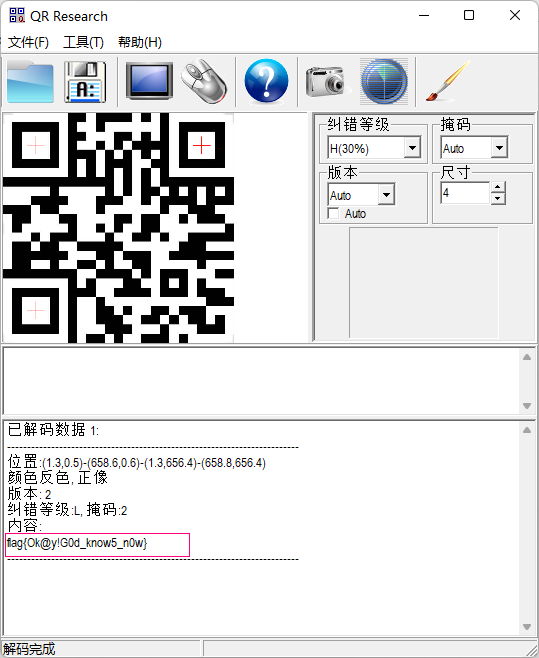 QR Research
文件(F) 工具(T) 帮助(H)
纠错等级
H(30%)
掩码
Auto
版本
Auto
Auto
尺寸
4
已解码数据 1:
位置:(1.3,0.5)-(658.6,0.6)-(1.3,656.4)-(658.8,656.4)
颜色反色, 正像
版本: 2
纠错等级:L, 掩码:2
内容:
flag{Ok@y!G0d_know5_n0w}
解码完成